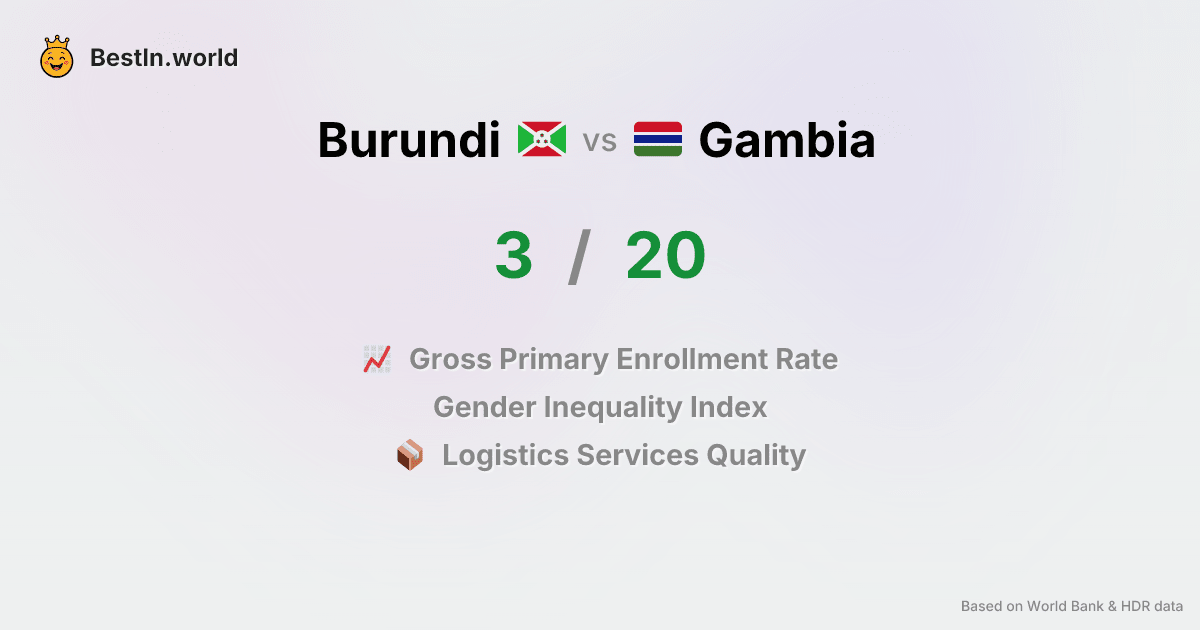 BestIn.world
Burundi vs Gambia
3 / 20
Gross Primary Enrollment Rate
Gender Inequality Index
Logistics Services Quality
Based on World Bank & HDR data